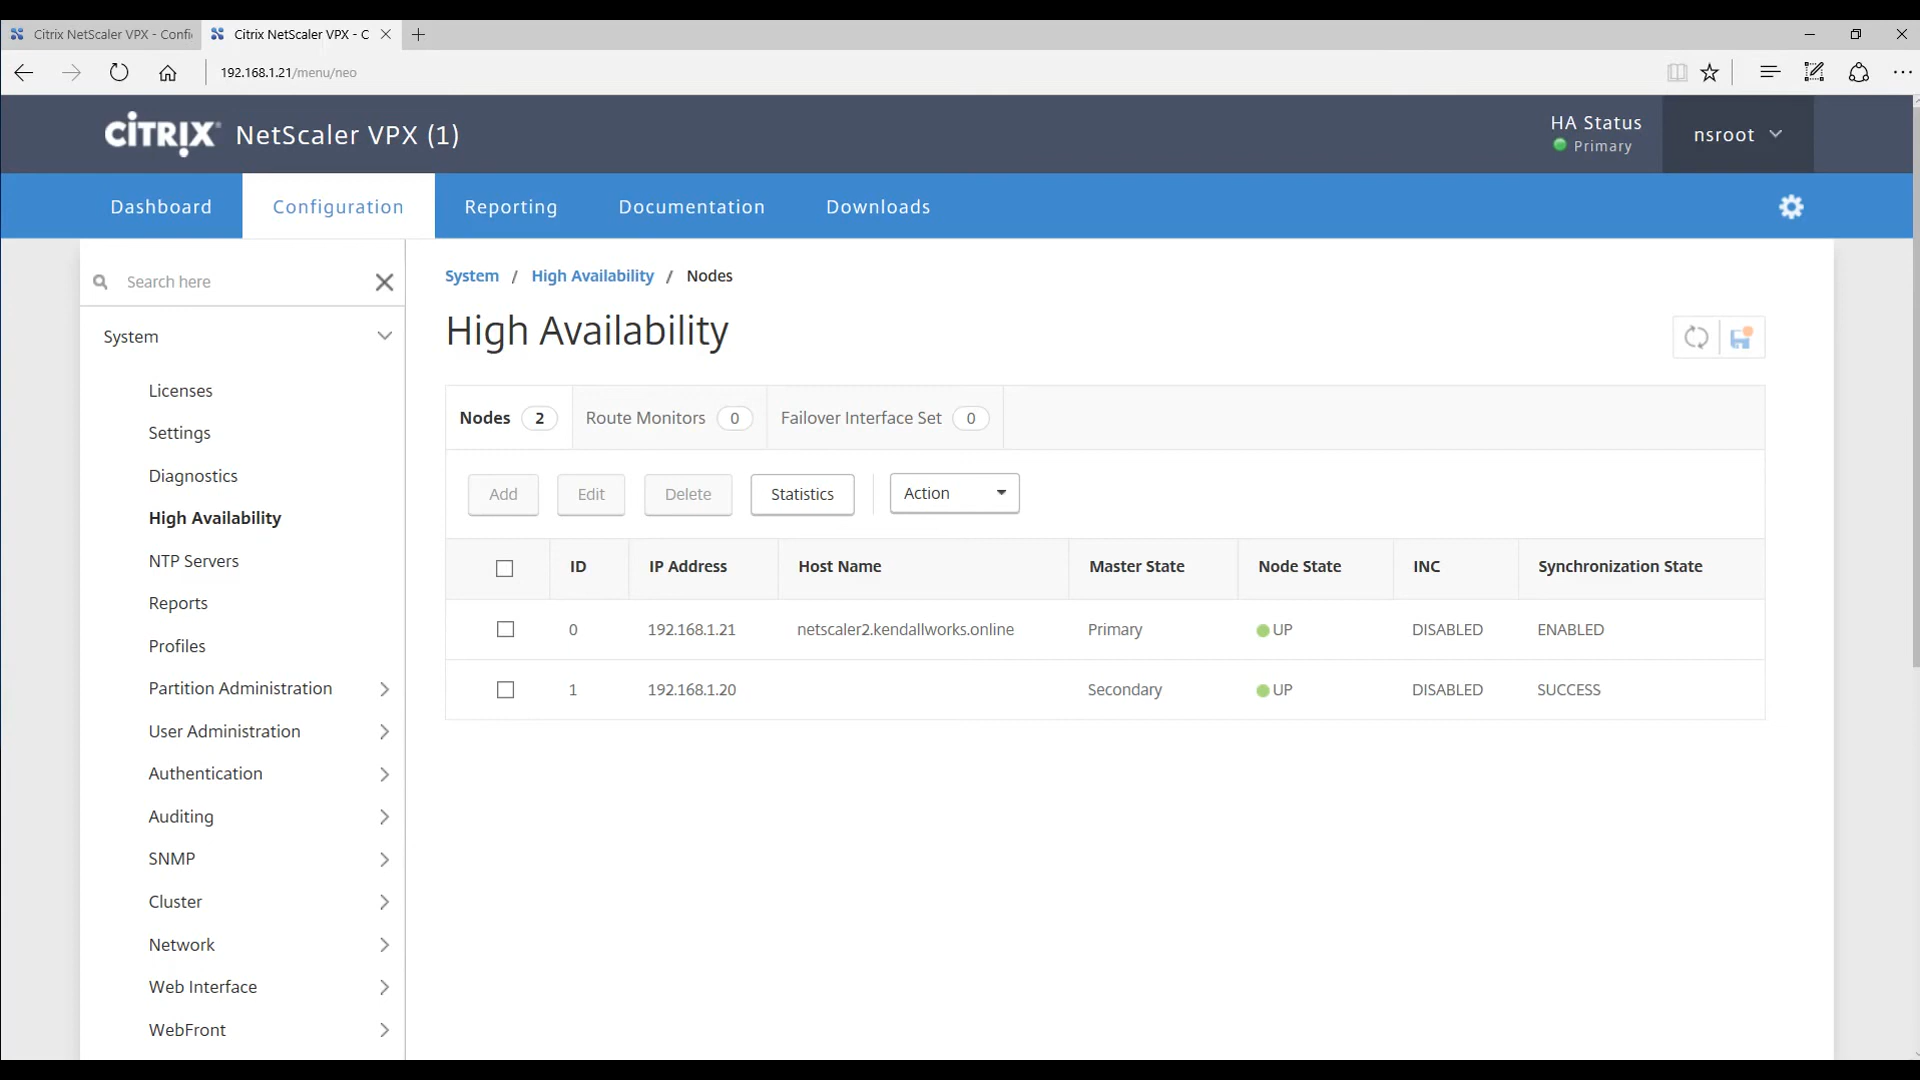 Citrix NetScaler VPX - Confi
Citrix NetScaler VPX - C
192.168.1.21/menu/neo
CİTRIX NetScaler VPX (1)
HA Status
Primary
nsroot
Dashboard
Configuration
Reporting
Documentation
Downloads
Search here
System
Licenses
Settings
Diagnostics
High Availability
NTP Servers
Reports
Profiles
Partition Administration
User Administration
Authentication
Auditing
SNMP
Cluster
Network
Web Interface
WebFront
System / High Availability / Nodes
High Availability
Nodes 2
Route Monitors 0
Failover Interface Set 0
Add
Edit
Delete
Statistics
Action
ID IP Address Host Name Master State Node State INC Synchronization State
0 192.168.1.21 netscaler2.kendallworks.online Primary UP DISABLED ENABLED
1 192.168.1.20 Secondary UP DISABLED SUCCESS